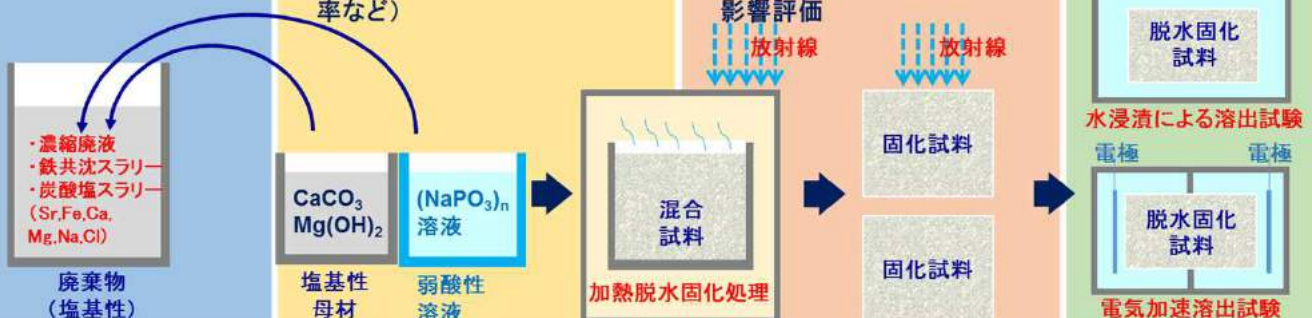 率など）
影響評価
放射線
放射線
脱水固化
試料
水浸漬による溶出試験
・濃縮廃液
・鉄共沈スラリー
・炭酸塩スラリー
(Sr,Fe,Ca,
Mg,Na,Cl)
廃棄物
（塩基性）
CaCO3
Mg(OH)2
塩基性
母材
(NaPO3)n
溶液
弱酸性
溶液
混合
試料
加熱脱水固化処理
固化試料
固化試料
電極
電極
脱水固化
試料
電気加速溶出試験